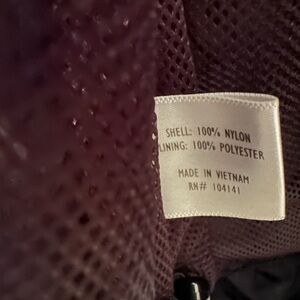 SHELL: 100% NYLON
LINING: 100% POLYESTER
MADE IN VIETNAM
RN# 104141